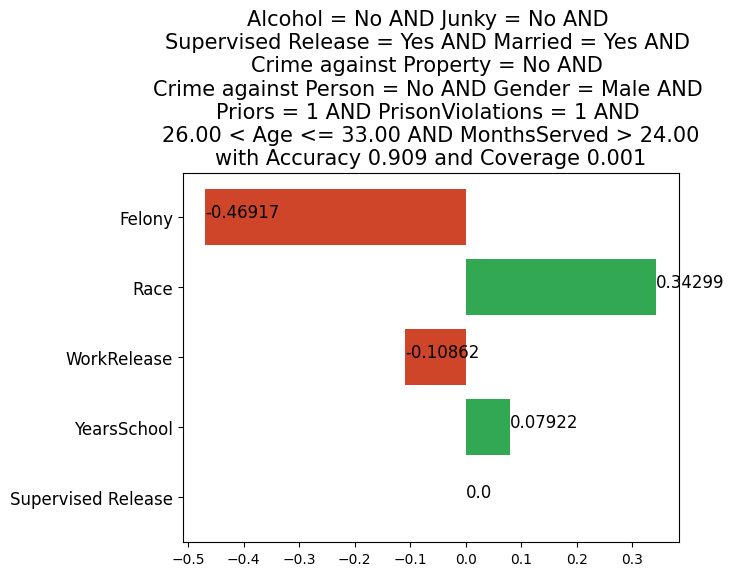 Alcohol = No AND Junky = No AND
Supervised Release = Yes AND Married = Yes AND
Crime against Property = No AND
Crime against Person = No AND Gender = Male AND
Priors = 1 AND PrisonViolations = 1 AND
26.00 < Age <= 33.00 AND MonthsServed > 24.00
with Accuracy 0.909 and Coverage 0.001
Felony
-0.46917
Race
0.34299
WorkRelease
-0.10862
YearsSchool
0.07922
Supervised Release
0.0
−0.5 −0.4 −0.3 −0.2 −0.1 0.0 0.1 0.2 0.3